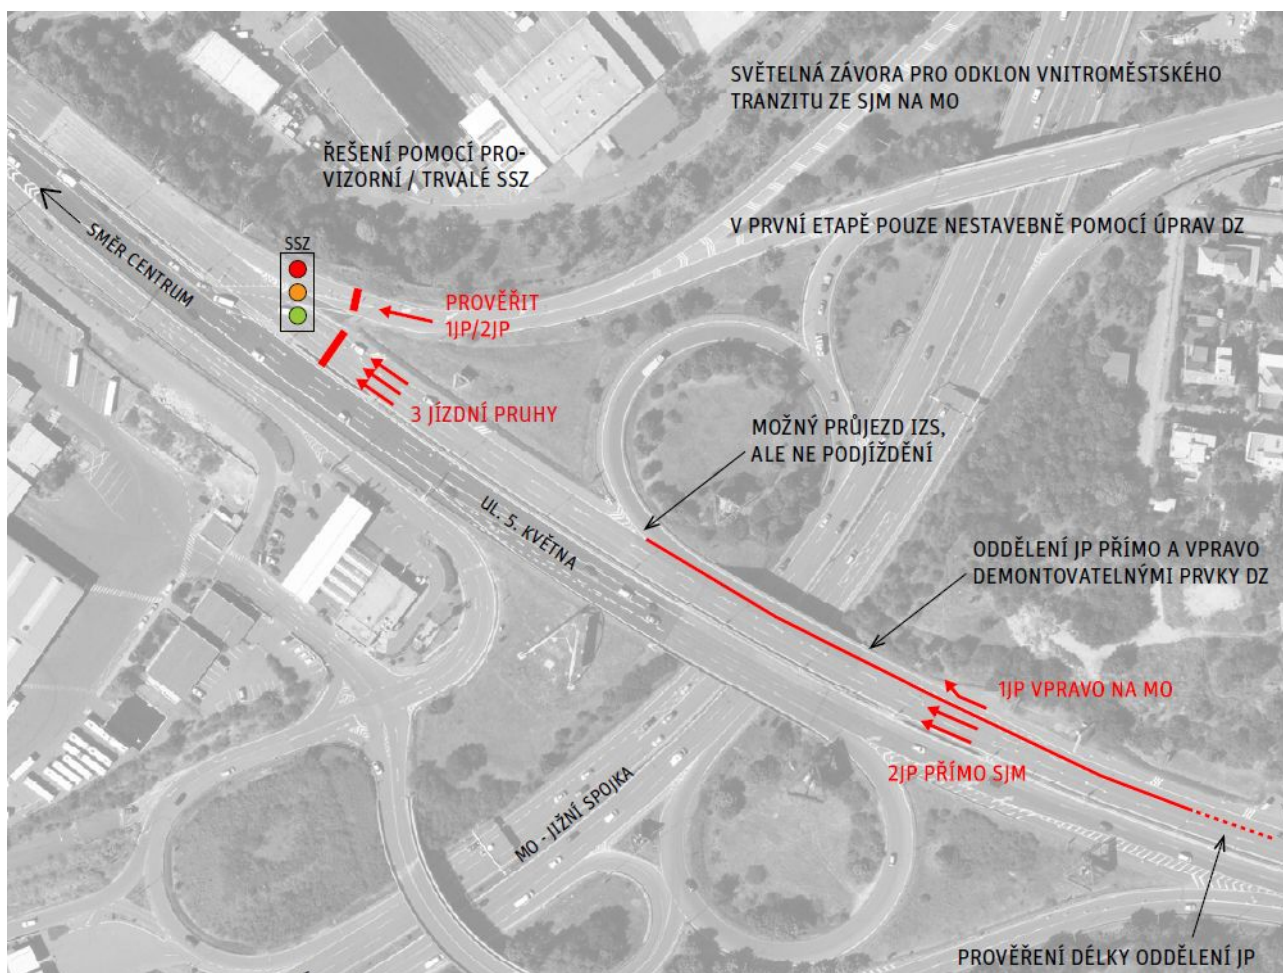 SVĚTELNÁ ZÁVORA PRO ODKLON VNITROMĚSTSKÉHO
TRANZITU ZE SJM NA MO
ŘEŠENÍ POMOCÍ PRO-
VIZORNÍ / TRVALÉ SSZ
V PRVNÍ ETAPĚ POUZE NESTAVEBNĚ POMOCÍ ÚPRAV DZ
SMĚR CENTRUM
SSZ
PROVĚŘIT
1JP/2JP
3 JÍZDNÍ PRUHY
MOŽNÝ PRŮJEZD IZS,
ALE NE PODJÍŽDĚNÍ
UL. 5. KVĚTNA
ODDĚLENÍ JP PŘÍMO A VPRAVO
DEMONTOVATELNÝMI PRVKY DZ
1JP VPRAVO NA MO
2JP PŘÍMO SJM
MO - JIŽNÍ SPOJKA
PROVĚŘENÍ DÉLKY ODDĚLENÍ JP